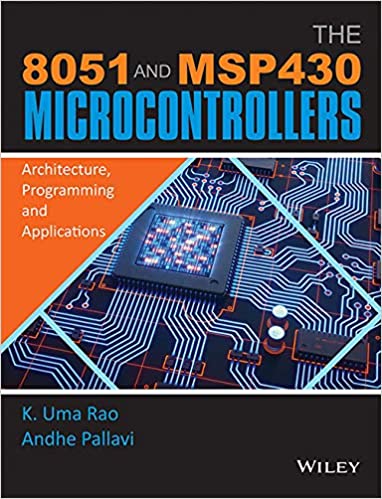 THE
8051 AND MSP430
MICROCONTROLLERS
Architecture,
Programming
and
Applications
K. Uma Rao
Andhe Pallavi
WILEY